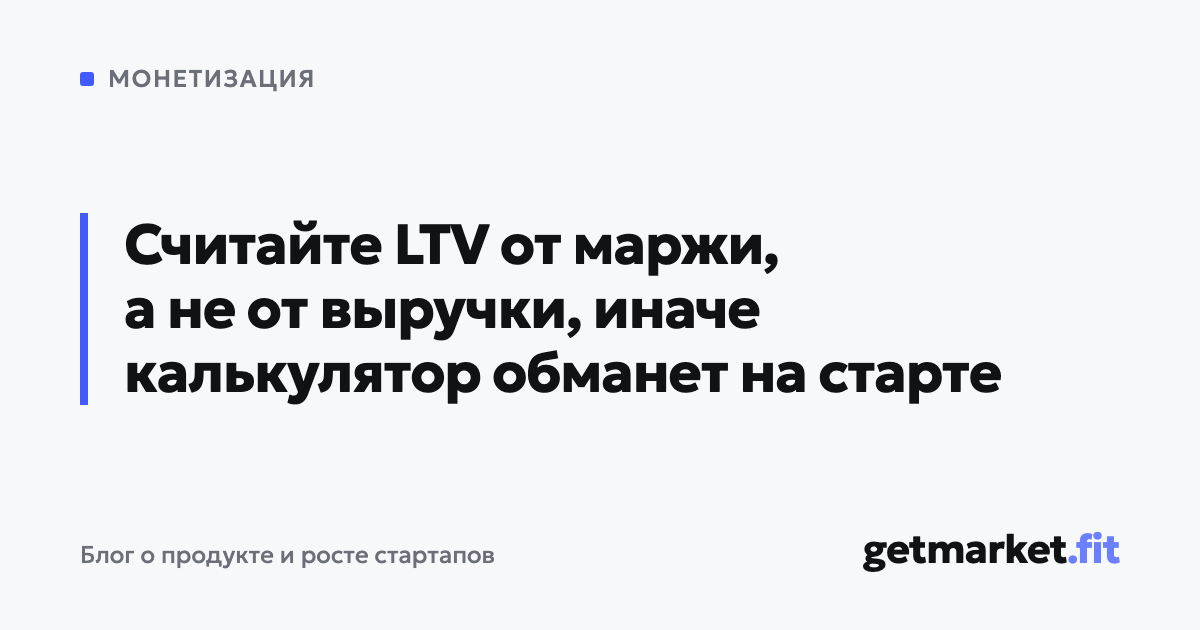 МОНЕТИЗАЦИЯ
Считайте LTV от маржи,
а не от выручки, иначе
калькулятор обманет на старте
Блог о продукте и росте стартапов
getmarket.fit